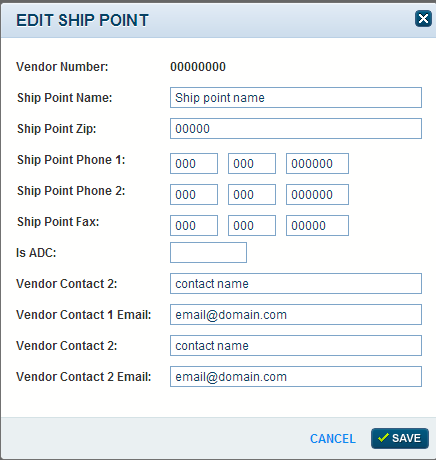 EDIT SHIP POINT
Vendor Number: 00000000
Ship Point Name: Ship point name
Ship Point Zip: 00000
Ship Point Phone 1: 000 000 000000
Ship Point Phone 2: 000 000 000000
Ship Point Fax: 000 000 00000
Is ADC:
Vendor Contact 2: contact name
Vendor Contact 1 Email: email@domain.com
Vendor Contact 2: contact name
Vendor Contact 2 Email: email@domain.com
CANCEL SAVE